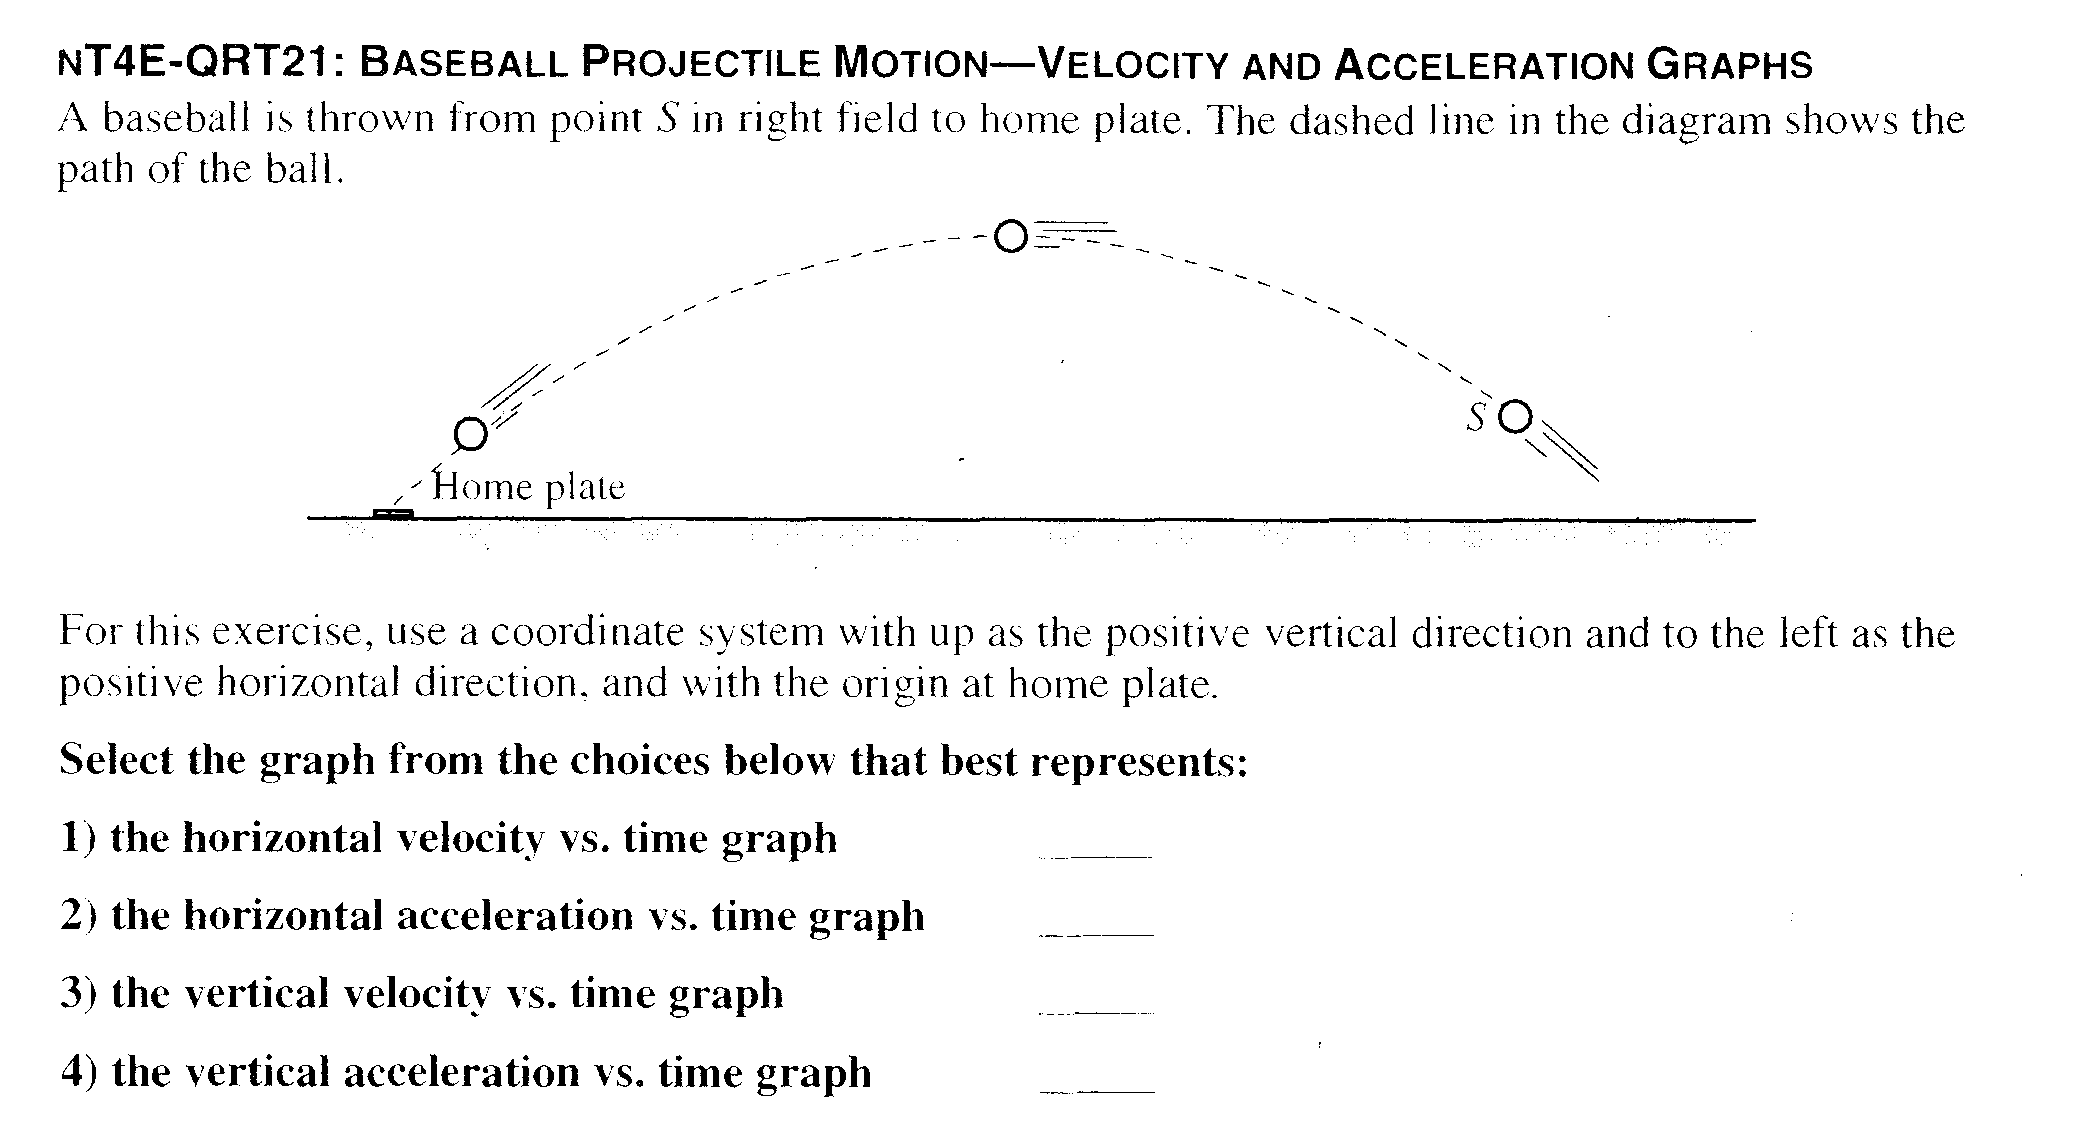 NT4E-QRT21: BASEBALL PROJECTILE MOTION—VELOCITY AND ACCELERATION GRAPHS
A baseball is thrown from point S in right field to home plate. The dashed line in the diagram shows the
path of the ball.
S
Home plate
For this exercise, use a coordinate system with up as the positive vertical direction and to the left as the
positive horizontal direction, and with the origin at home plate.
Select the graph from the choices below that best represents:
1) the horizontal velocity vs. time graph
2) the horizontal acceleration vs. time graph
3) the vertical velocity vs. time graph
4) the vertical acceleration vs. time graph